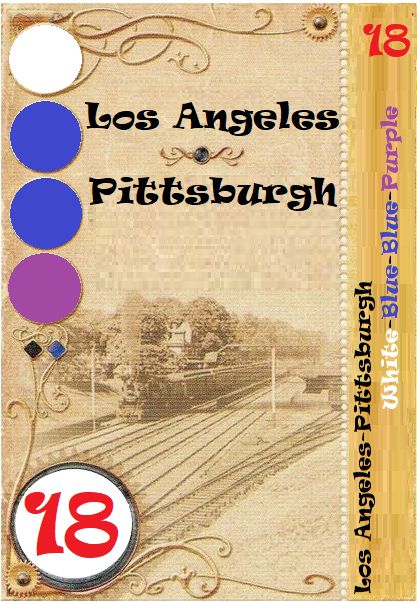 Los Angeles
Pittsburgh
18
18
Los Angeles-Pittsburgh
White-Blue-Blue-Purple